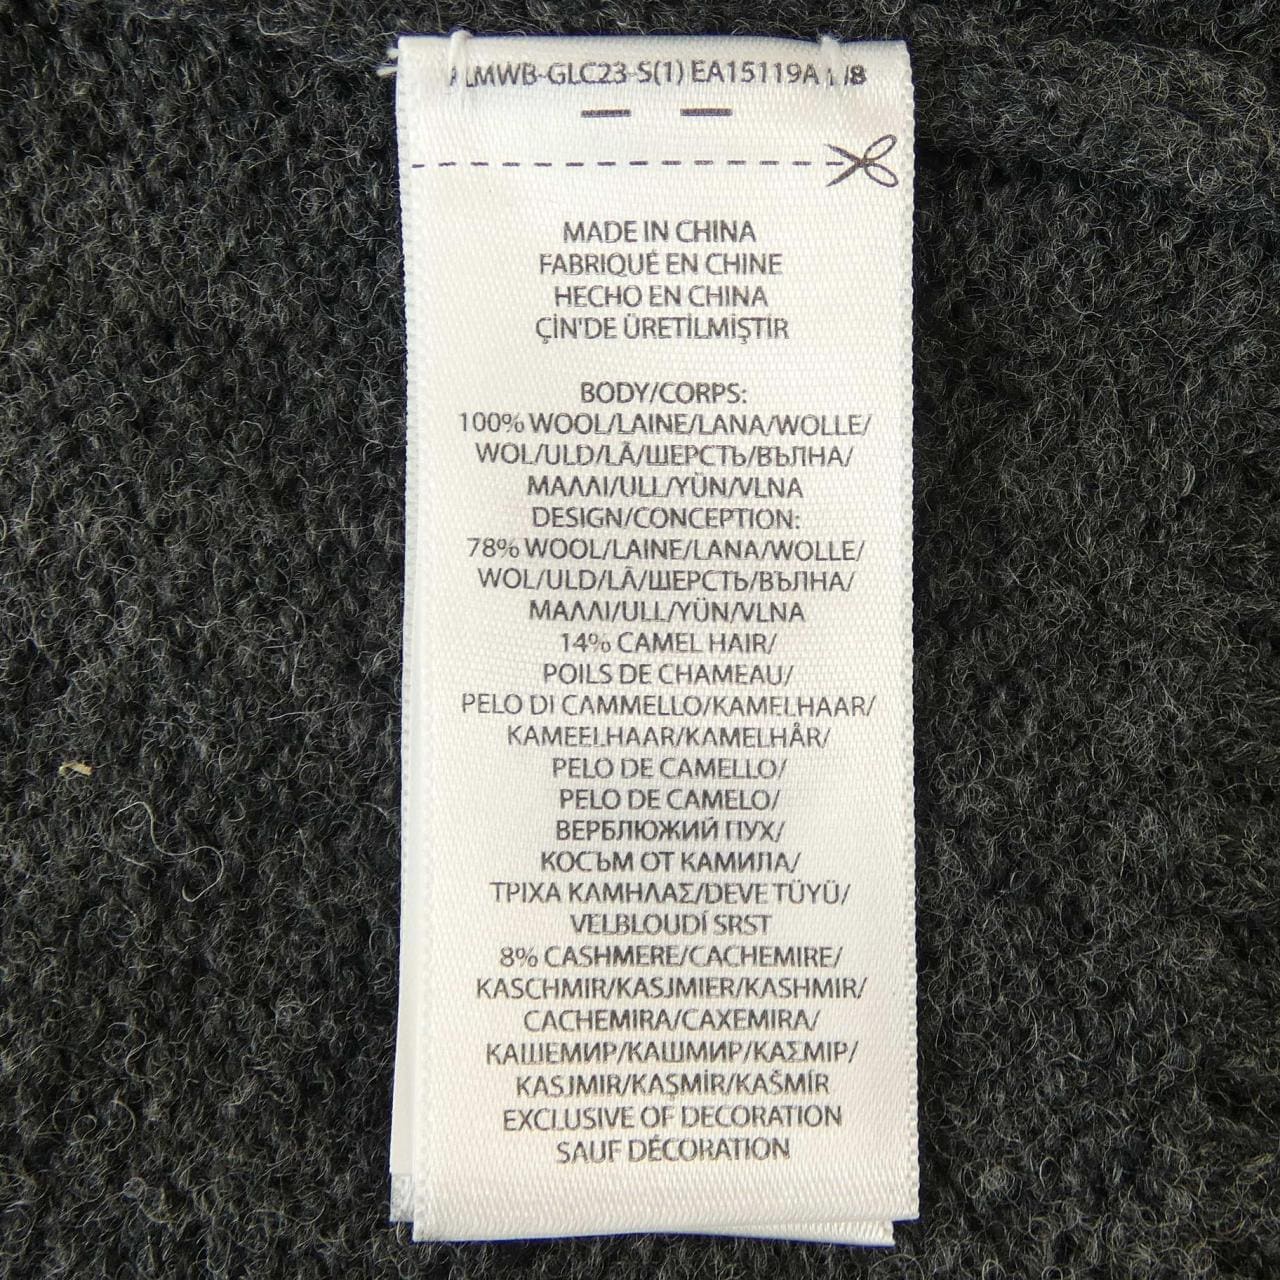 LMWB-GLC23-S(1) EA15119A
MADE IN CHINA
FABRIQUÉ EN CHINE
HECHO EN CHINA
ÇİN'DE ÜRETİLMİŞTİR
BODY/CORPS:
100% WOOL/LAINE/LANA/WOLLE/
WOL/ULD/LÃ/ШЕРСТЬ/ВЪЛНА/
ΜΑΛΛΙ/ULL/YÜN/VLNA
DESIGN/CONCEPTION:
78% WOOL/LAINE/LANA/WOLLE/
WOL/ULD/LÃ/ШЕРСТЬ/ВЪЛНА/
ΜΑΛΛΙ/ULL/YÜN/VLNA
14% CAMEL HAIR/
POILS DE CHAMEAU/
PELO DI CAMMELLO/KAMELHAAR/
KAMEELHAAR/KAMELHÅR/
PELO DE CAMELLO/
PELO DE CAMELO/
ВЕРБЛЮЖИЙ ПУХ/
КОСЪМ ОТ КАМИЛА/
ΤΡΙΧΑ ΚΑΜΗΛΑΣ/DEVE TÜYÜ/
VELBLOUDÍ SRST
8% CASHMERE/CACHEMIRE/
KASCHMIR/KASJMIER/KASHMIR/
CACHEMIRA/CAXEMIRA/
КАШЕМИР/КАШМИР/ΚΑΣΜΙΡ/
KASJMIR/KAŞMİR/KAŠMÍR
EXCLUSIVE OF DECORATION
SAUF DÉCORATION